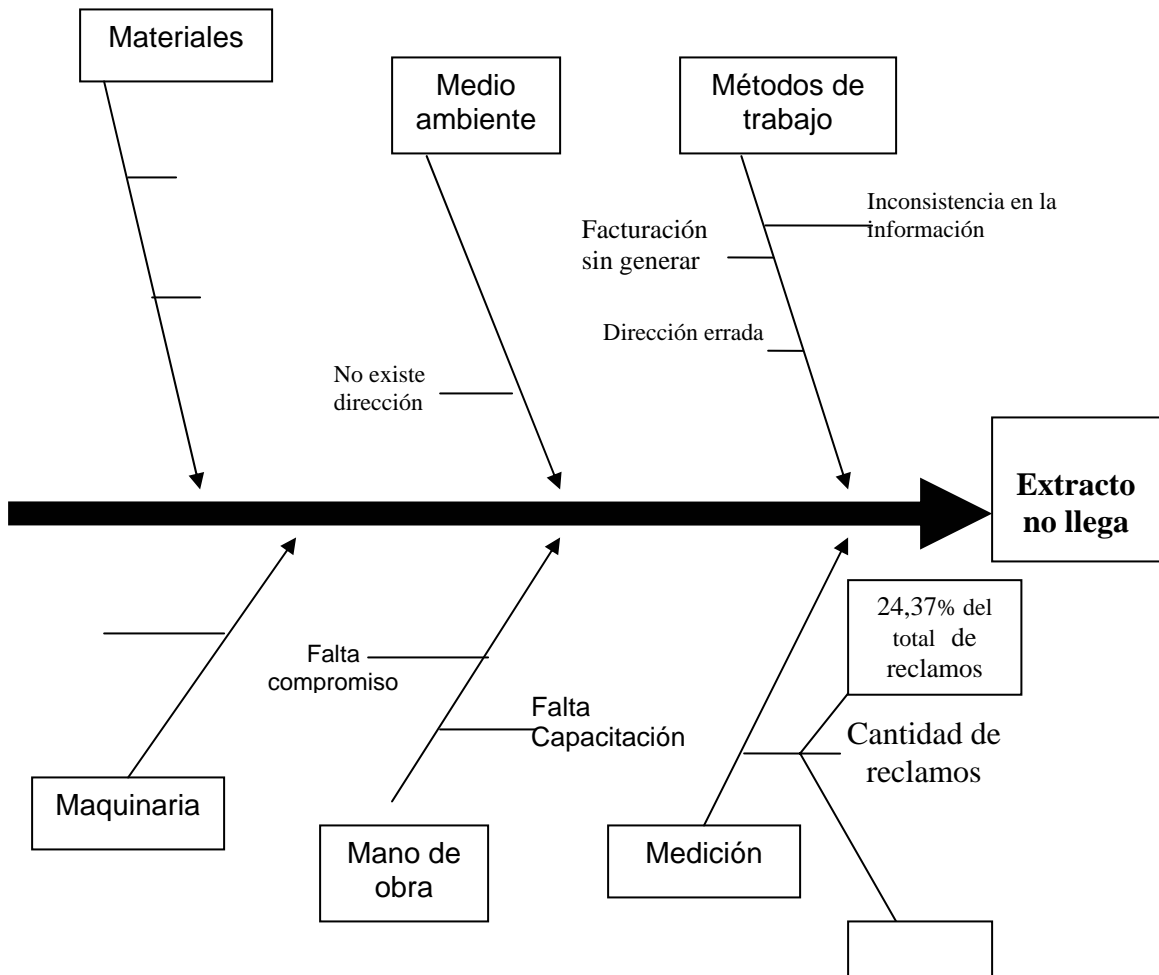 Materiales
Medio
ambiente
Métodos de
trabajo
Inconsistencia en la
información
Facturación
sin generar
Dirección errada
No existe
dirección
Extracto
no llega
24,37% del
total de
reclamos
Falta
compromiso
Falta
Capacitación
Cantidad de
reclamos
Maquinaria
Mano de
obra
Medición